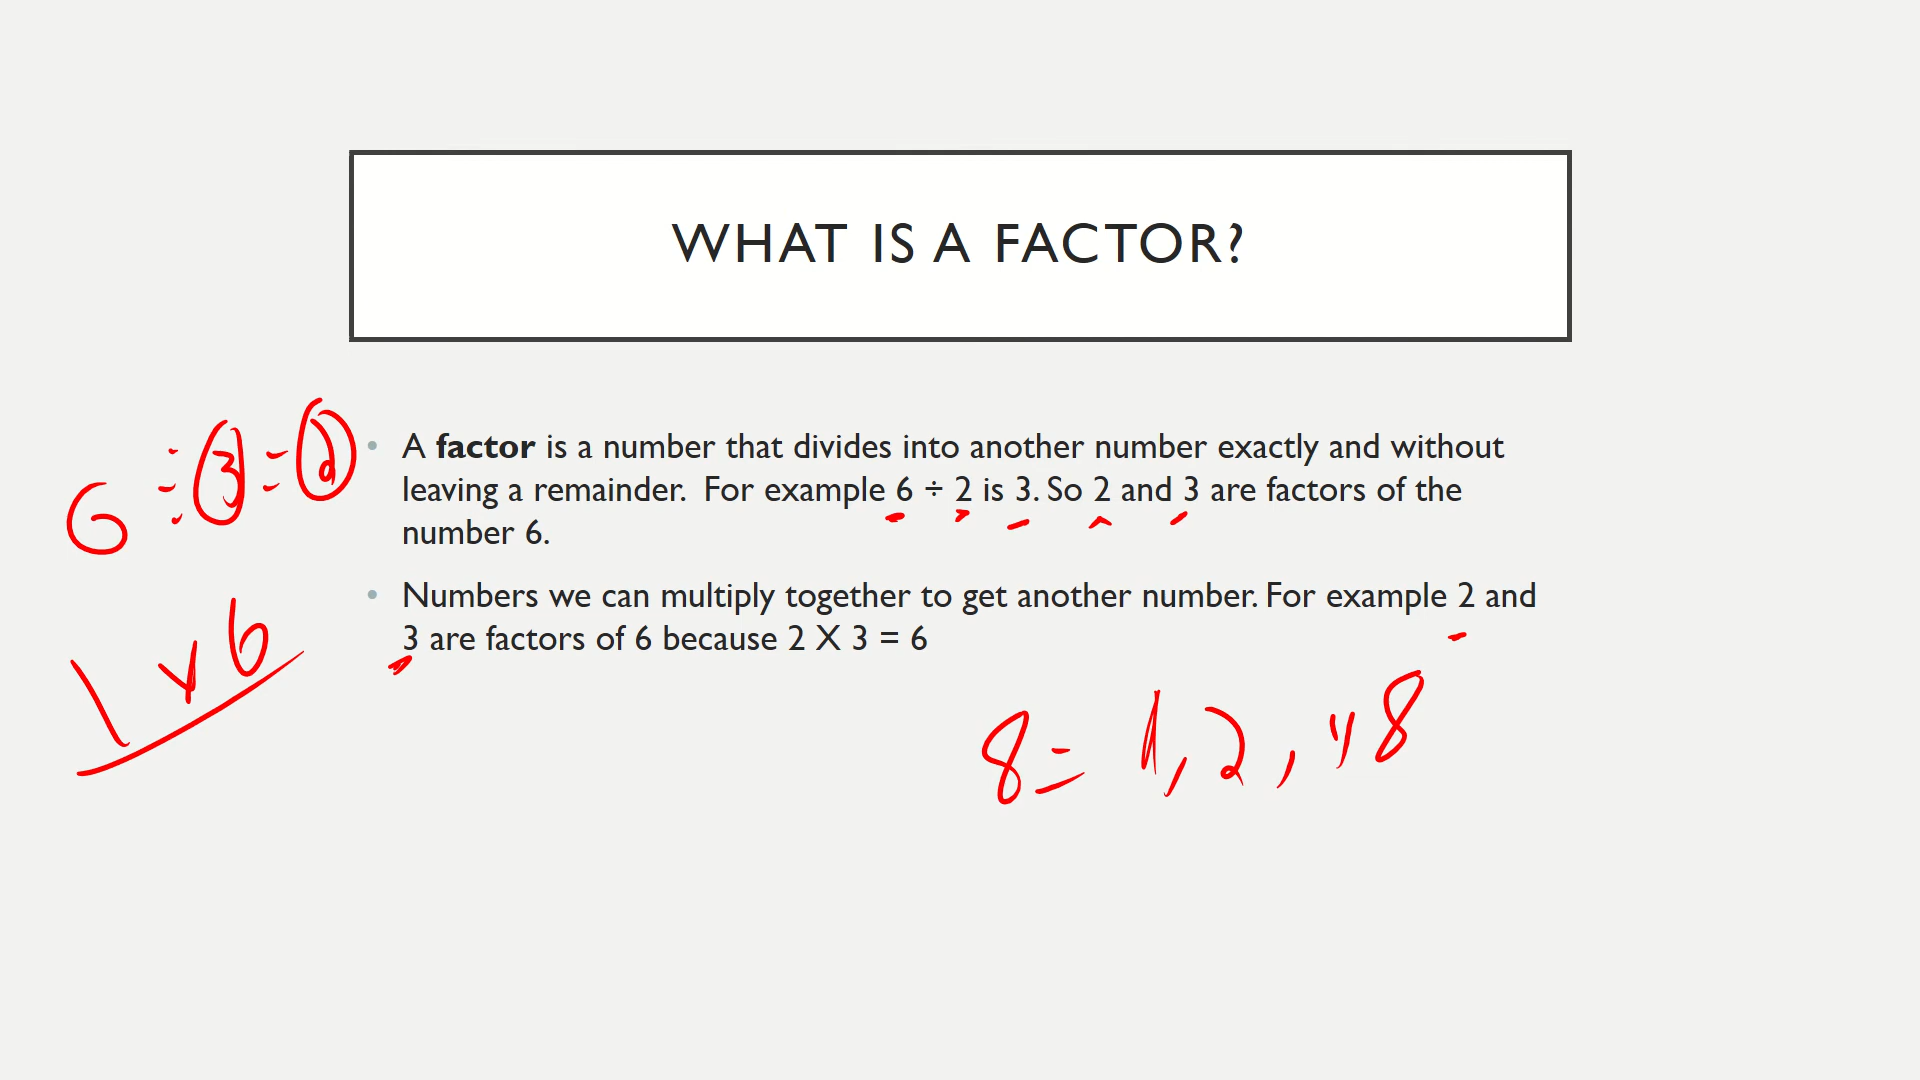 WHAT IS A FACTOR?
6 ÷ 3 = 2
• A factor is a number that divides into another number exactly and without
leaving a remainder. For example 6 ÷ 2 is 3. So 2 and 3 are factors of the
number 6.
• Numbers we can multiply together to get another number. For example 2 and
3 are factors of 6 because 2 X 3 = 6
1 6
8 = 1, 2, 8